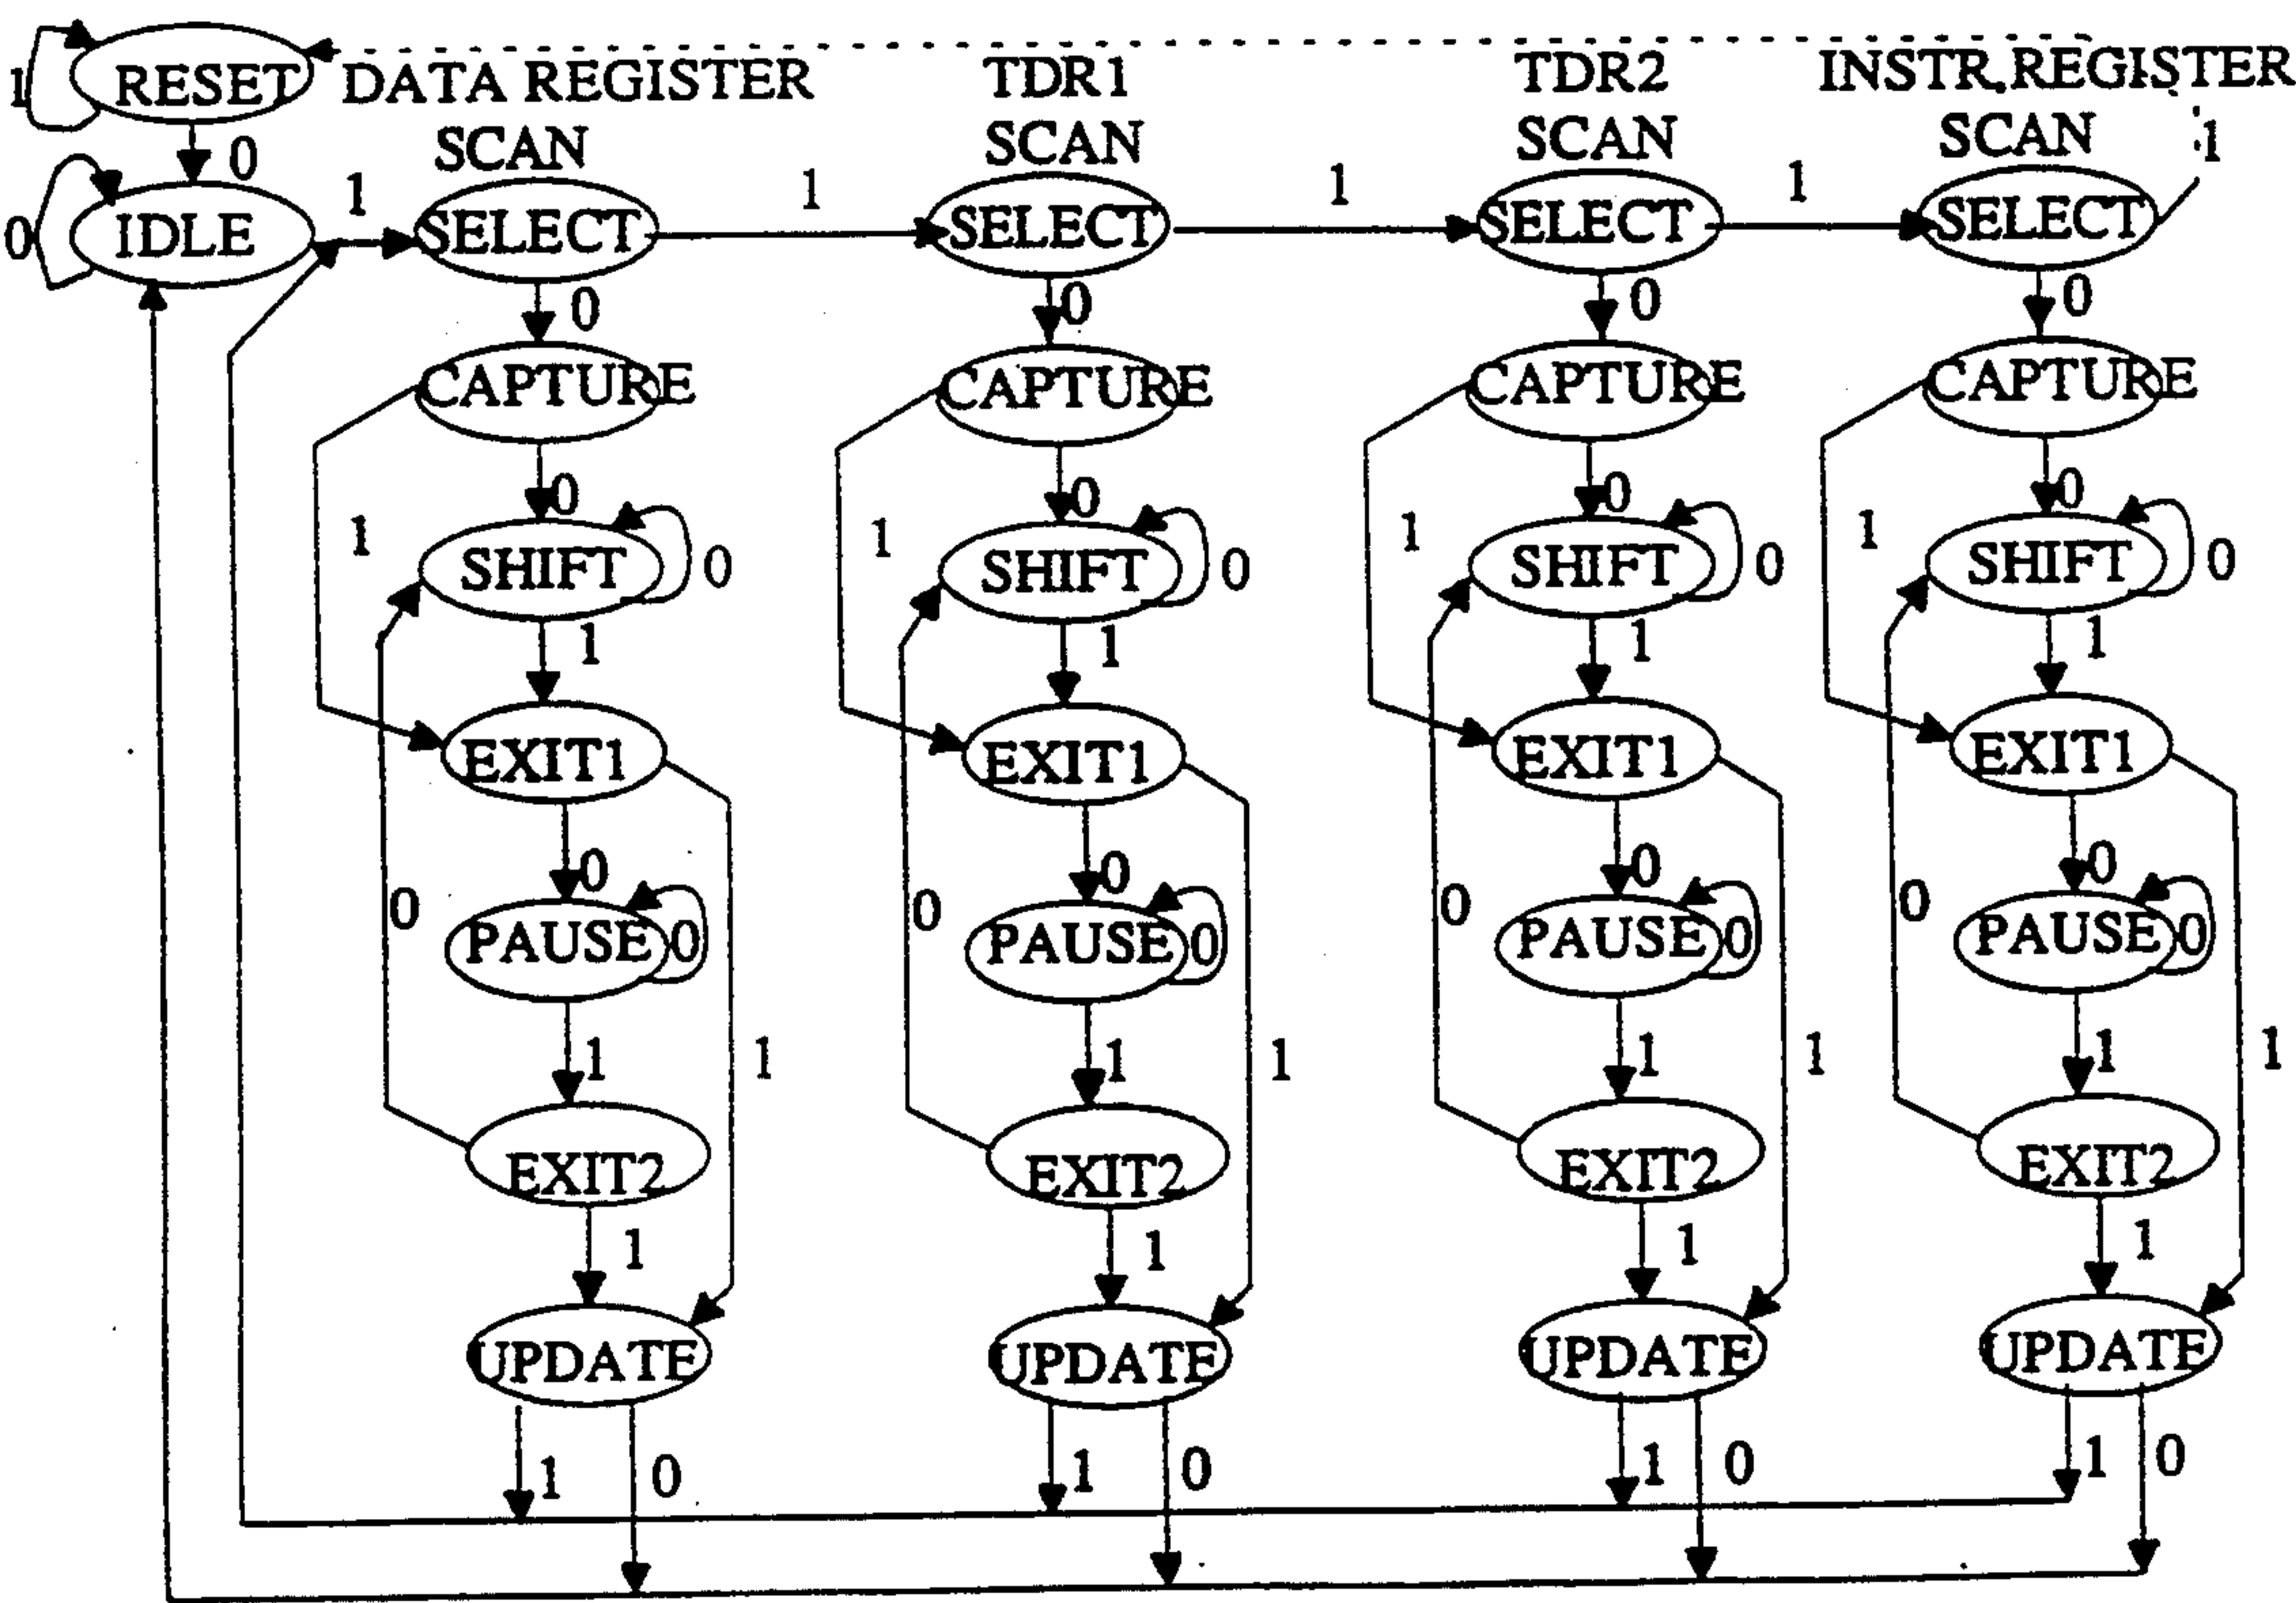 RESET
DATA REGISTER SCAN
TDR1 SCAN
TDR2 SCAN
INSTR. REGISTER SCAN
1
0
1
0
IDLE
1
SELECT
1
SELECT
1
SELECT
1
SELECT
0
0
0
0
0
CAPTURE
CAPTURE
CAPTURE
CAPTURE
0
0
0
0
1
1
1
1
SHIFT
0
SHIFT
0
SHIFT
0
SHIFT
0
1
1
1
1
EXIT1
EXIT1
EXIT1
EXIT1
0
0
0
0
0
0
0
0
PAUSE
0
PAUSE
0
PAUSE
0
PAUSE
0
1
1
1
1
1
1
1
1
EXIT2
EXIT2
EXIT2
EXIT2
1
1
1
1
UPDATE
UPDATE
UPDATE
UPDATE
1
0
1
0
1
0
1
0